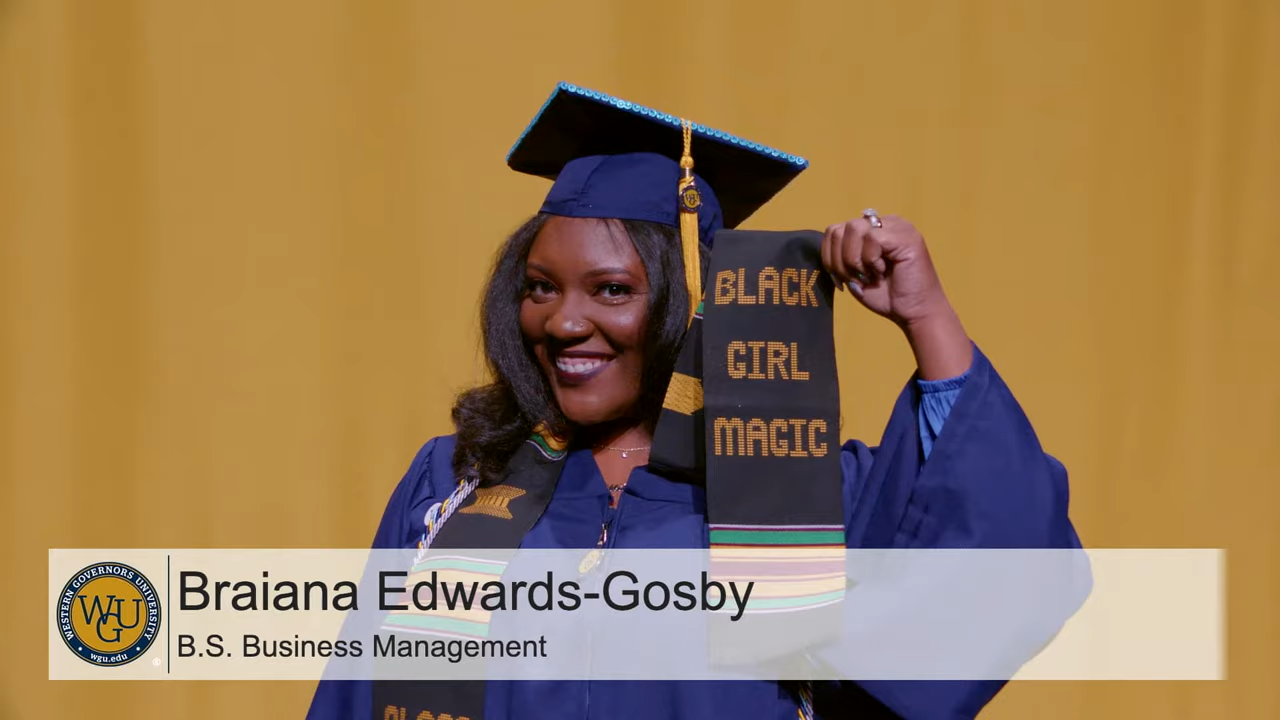 BLACK
GIRL
MAGIC
WESTERN GOVERNORS UNIVERSITY
WGU
wgu.edu
Braiana Edwards-Gosby
B.S. Business Management